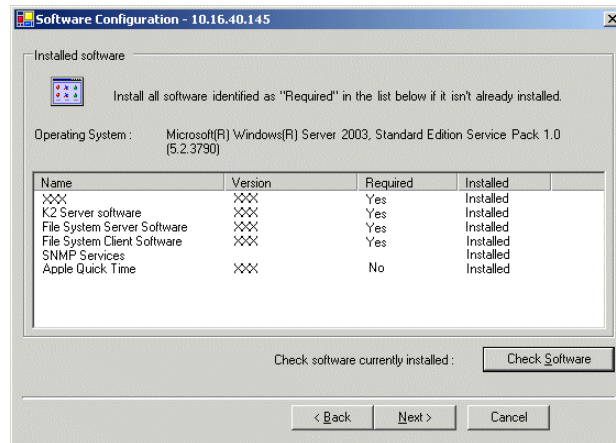 Software Configuration - 10.16.40.145
Installed software
Install all software identified as "Required" in the list below if it isn't already installed.
Operating System : Microsoft(R) Windows(R) Server 2003, Standard Edition Service Pack 1.0
(5.2.3790)
Name Version Required Installed
XXX XXX Yes Installed
K2 Server software XXX Yes Installed
File System Server Software XXX Yes Installed
File System Client Software XXX Yes Installed
SNMP Services Installed
Apple Quick Time XXX No Installed
Check software currently installed : Check Software
< Back Next > Cancel